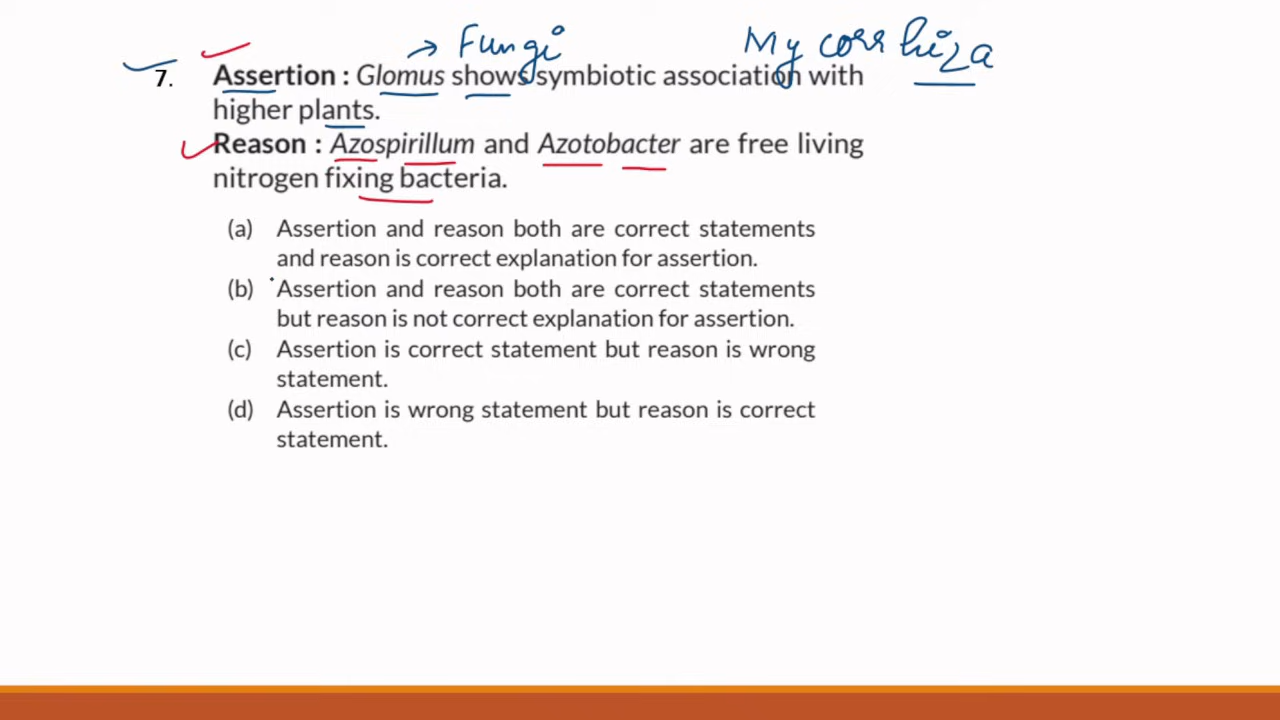 → Fungi
Mycorrhiza
7. Assertion : Glomus shows symbiotic association with
higher plants.
Reason : Azospirillum and Azotobacter are free living
nitrogen fixing bacteria.
(a) Assertion and reason both are correct statements
and reason is correct explanation for assertion.
(b) Assertion and reason both are correct statements
but reason is not correct explanation for assertion.
(c) Assertion is correct statement but reason is wrong
statement.
(d) Assertion is wrong statement but reason is correct
statement.